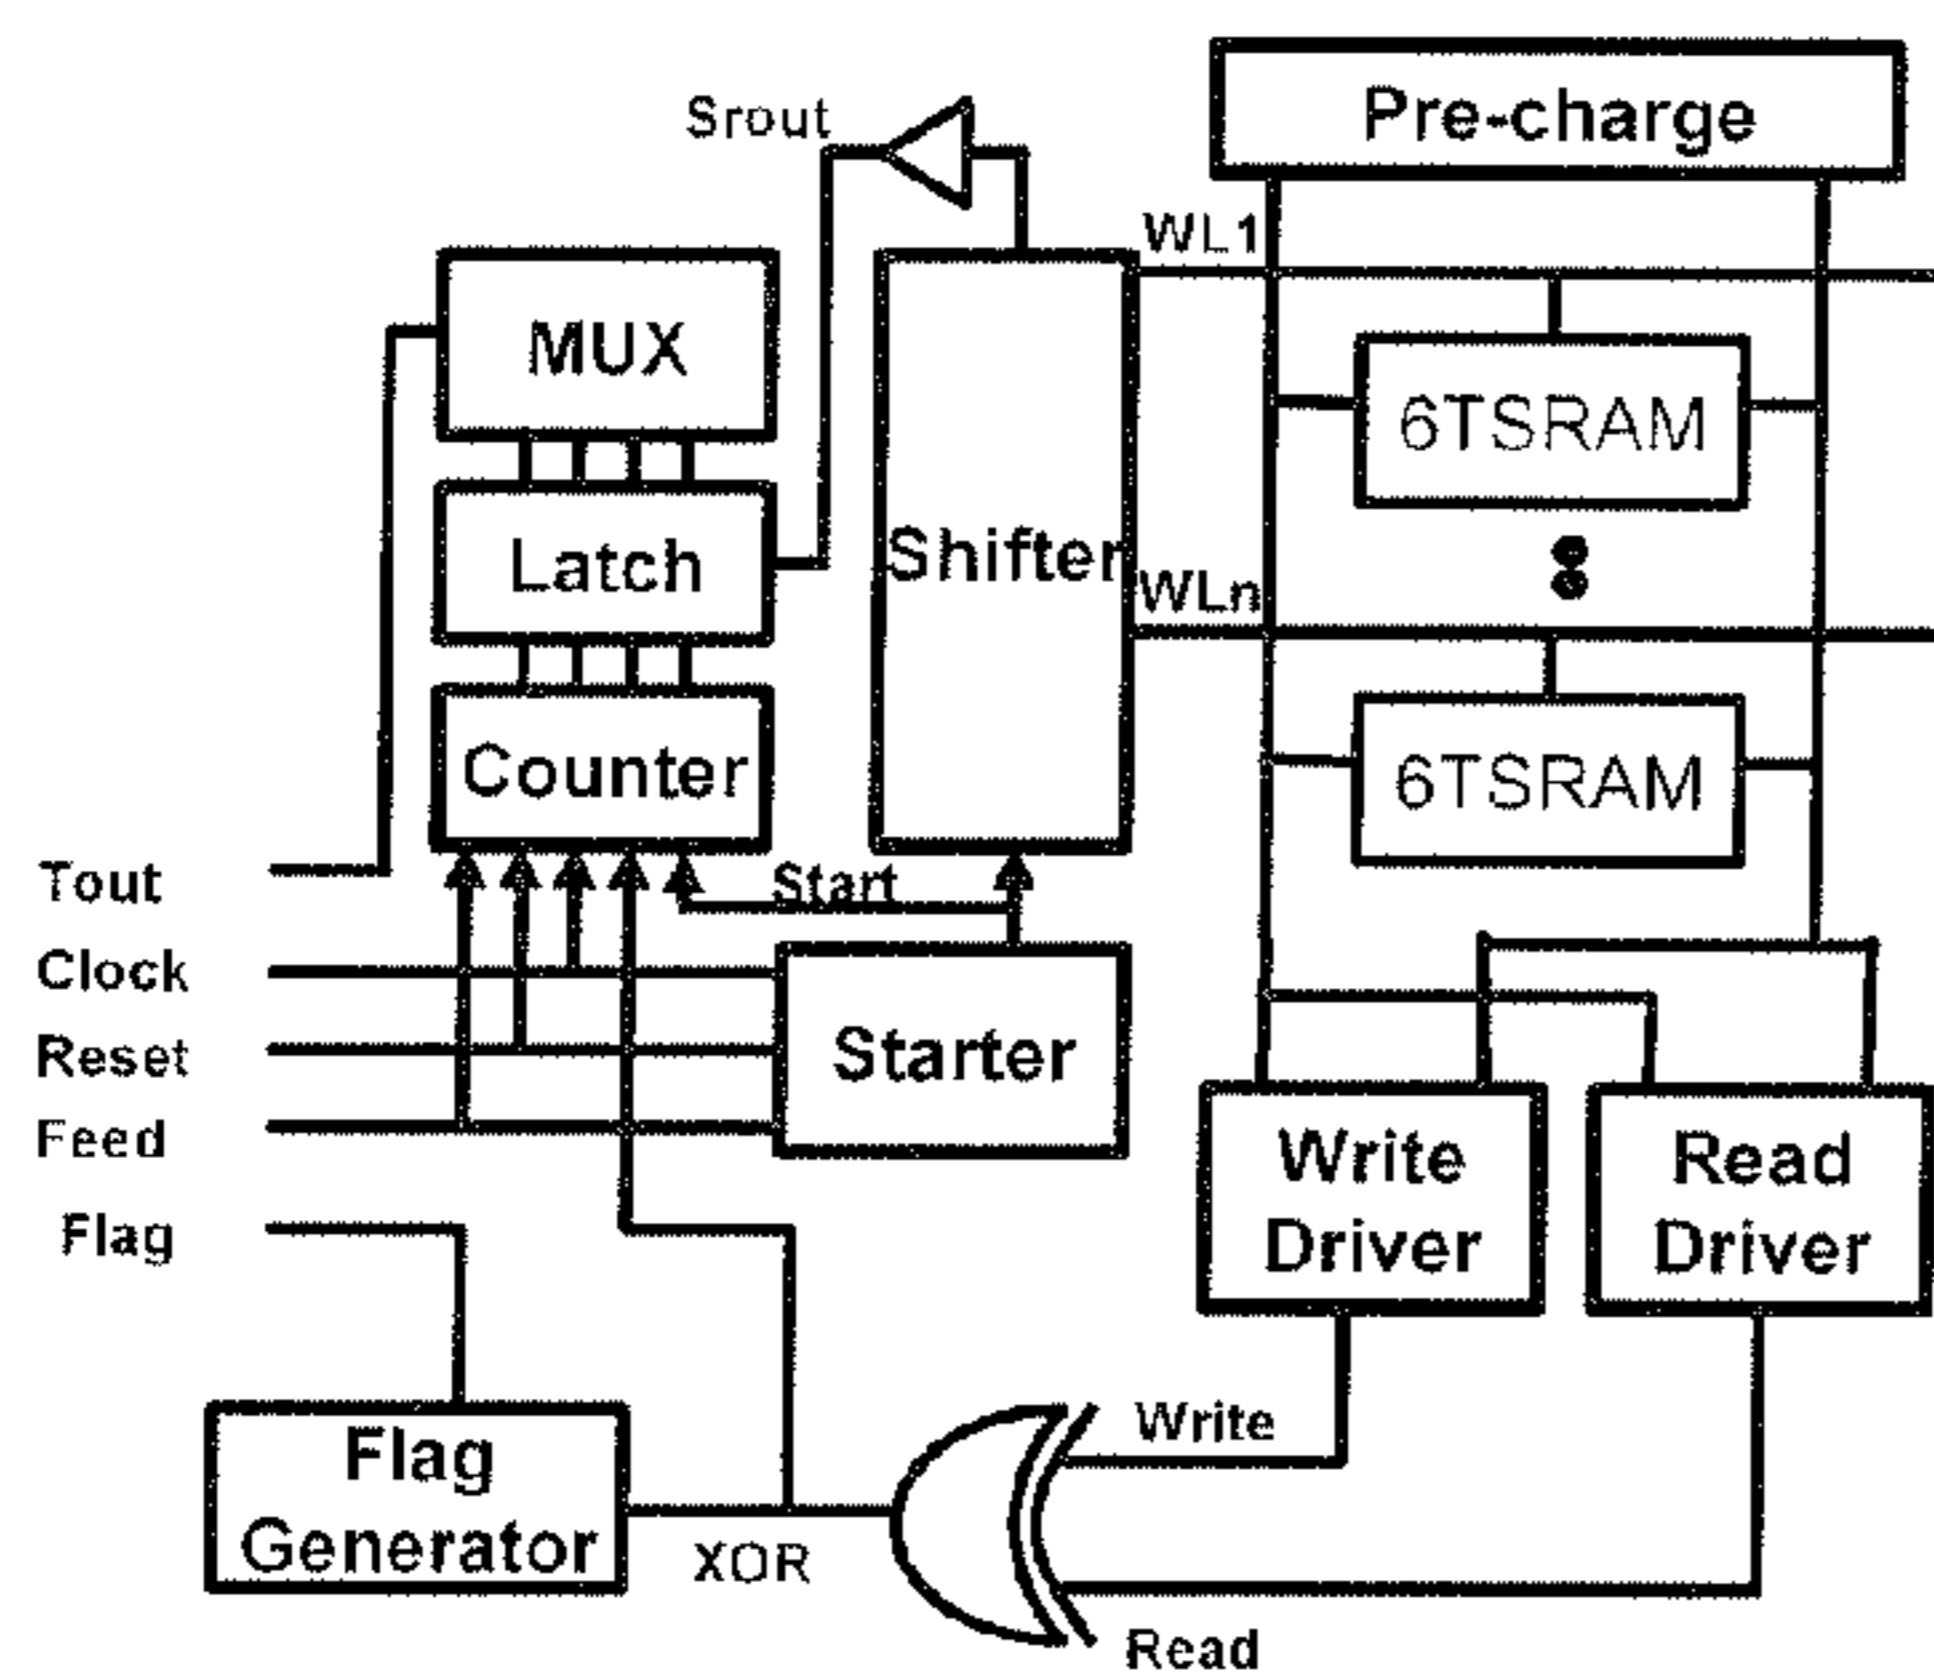 Pre-charge
Srout
WL1
MUX
6TSRAM
Latch
Shifter
WLn
Counter
6TSRAM
Tout
Start
Clock
Starter
Reset
Feed
Write
Driver
Read
Driver
Flag
Write
Flag
Generator
XOR
Read